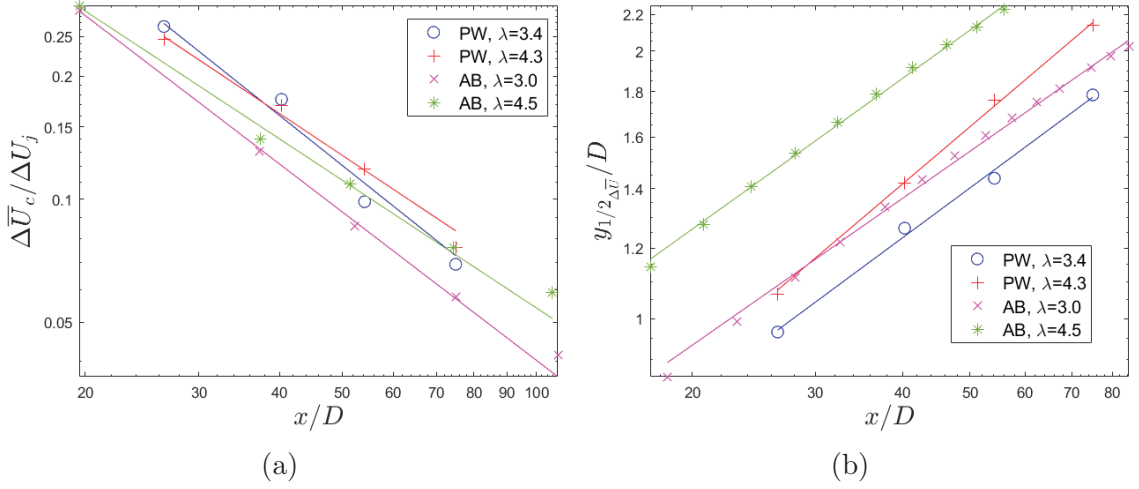 0.25
0.2
0.15
0.1
0.05
20 30 40 50 60 70 80 90 100
ΔU̅_c/ΔU_j
x/D
PW, λ=3.4
PW, λ=4.3
AB, λ=3.0
AB, λ=4.5
(a)
2.2
2
1.8
1.6
1.4
1.2
1
20 30 40 50 60 70 80
y_{1/2_{ΔU̅}}/D
x/D
PW, λ=3.4
PW, λ=4.3
AB, λ=3.0
AB, λ=4.5
(b)